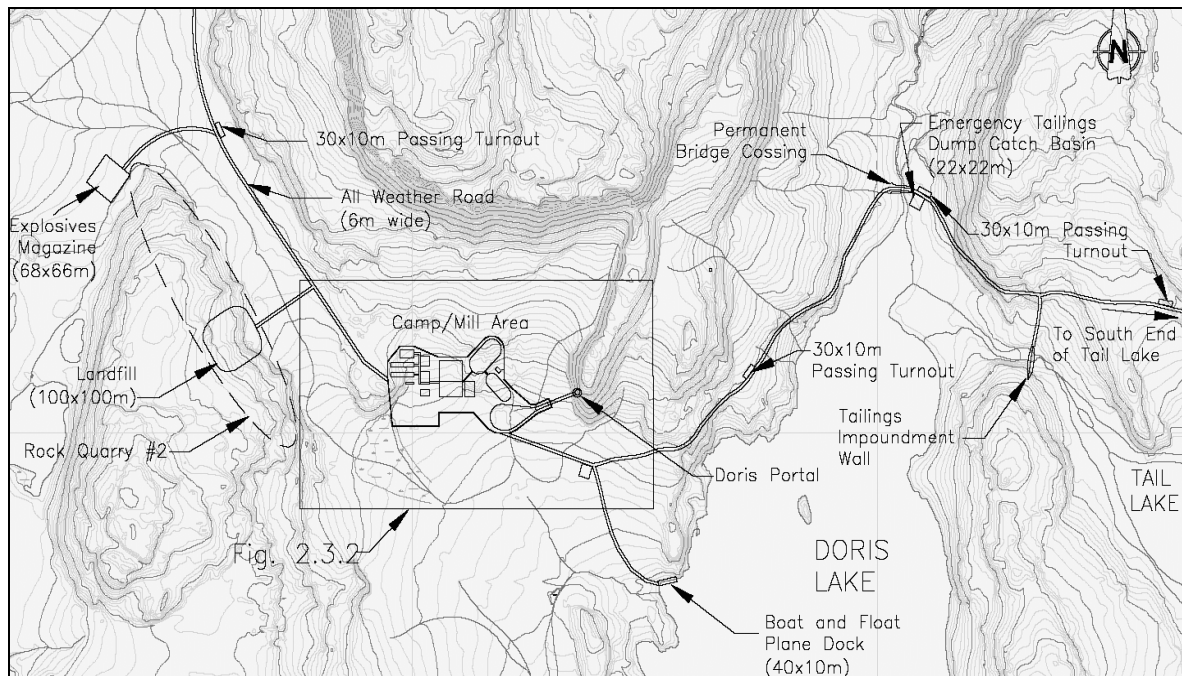 N
30x10m Passing Turnout
All Weather Road
(6m wide)
Explosives
Magazine
(68x66m)
Permanent
Bridge Cossing
Emergency Tailings
Dump Catch Basin
(22x22m)
30x10m Passing
Turnout
Camp/Mill Area
To South End
of Tail Lake
Landfill
(100x100m)
30x10m
Passing Turnout
Rock Quarry #2
Tailings
Impoundment
Wall
Doris Portal
TAIL
LAKE
Fig. 2.3.2
DORIS
LAKE
Boat and Float
Plane Dock
(40x10m)